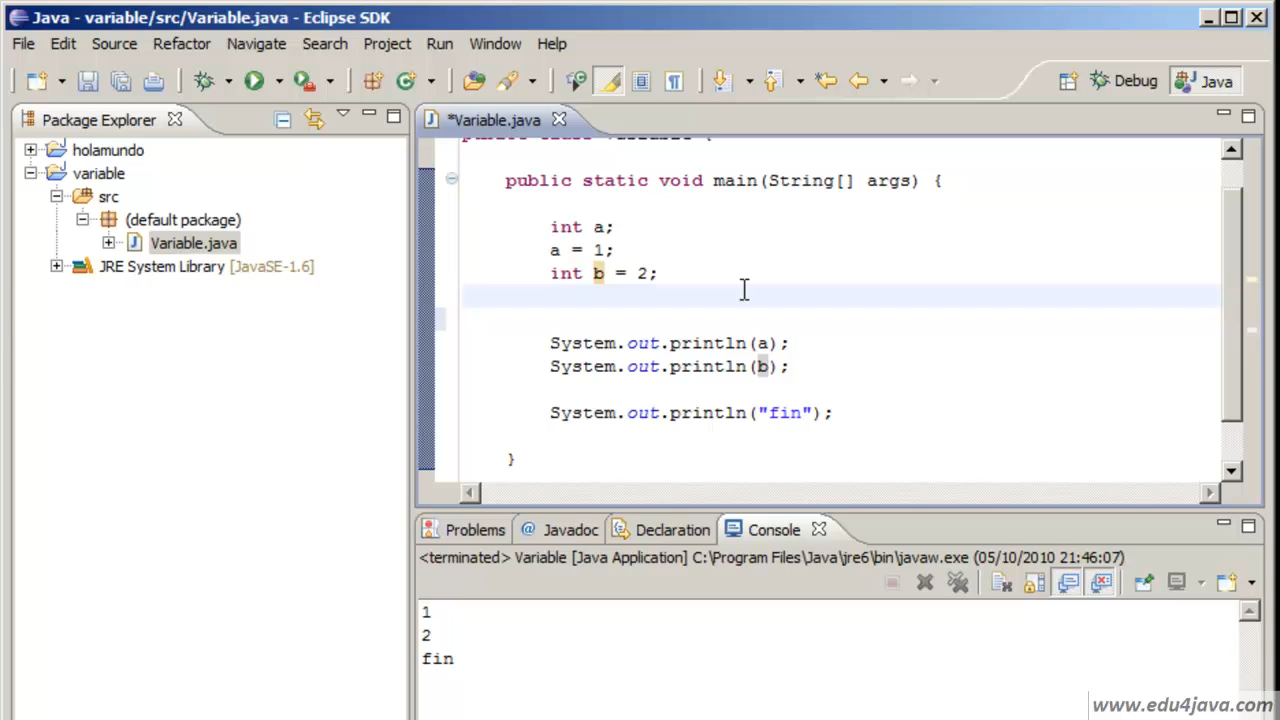 Java - variable/src/Variable.java - Eclipse SDK
File Edit Source Refactor Navigate Search Project Run Window Help
Debug Java
Package Explorer
holamundo
variable
src
(default package)
Variable.java
JRE System Library [JavaSE-1.6]
*Variable.java
public static void main(String[] args) {
int a;
a = 1;
int b = 2;
System.out.println(a);
System.out.println(b);
System.out.println("fin");
}
Problems @ Javadoc Declaration Console
<terminated> Variable [Java Application] C:\Program Files\Java\jre6\bin\javaw.exe (05/10/2010 21:46:07)
1
2
fin
www.edu4java.com